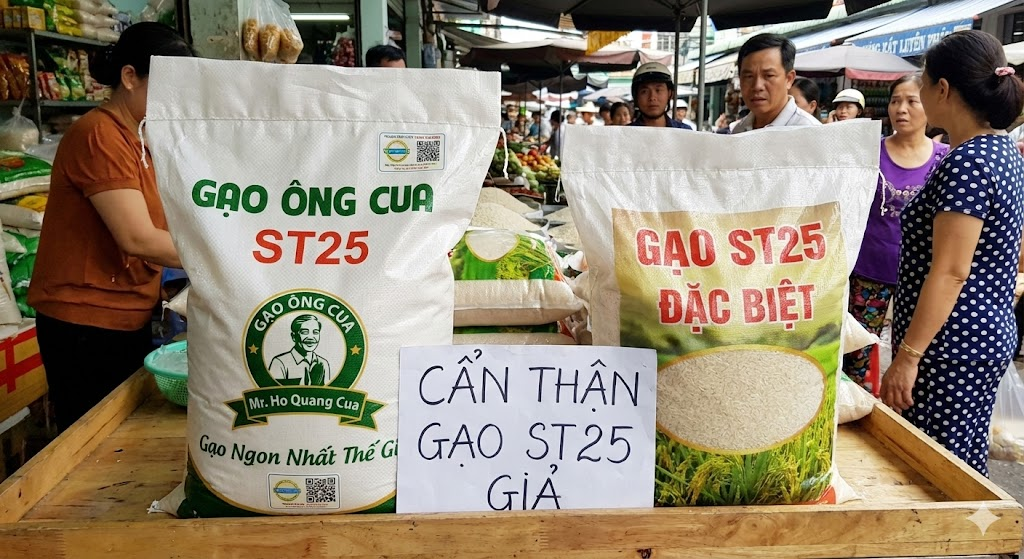 GẠO ÔNG CUA
ST25
GẠO ÔNG CUA
Mr. Ho Quang Cua
Gạo Ngon Nhất Thế Gi
GẠO ST25
ĐẶC BIỆT
CẨN THẬN
GẠO ST25
GIẢ